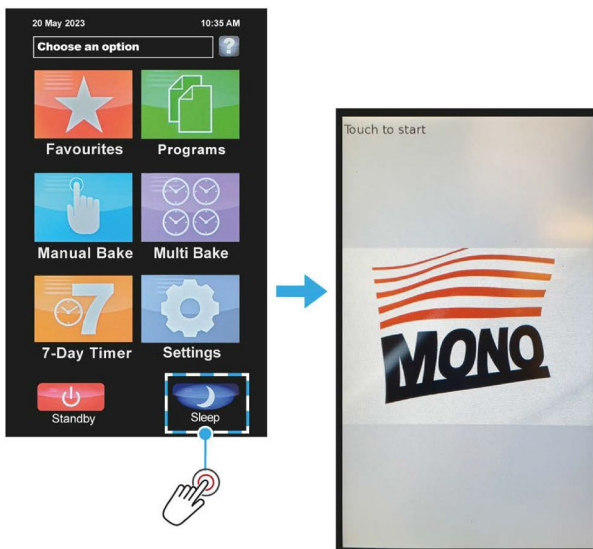 20 May 2023 10:35 AM
Choose an option ?
Favourites Programs
Manual Bake Multi Bake
7
7-Day Timer Settings
Standby Sleep
Touch to start
MONO